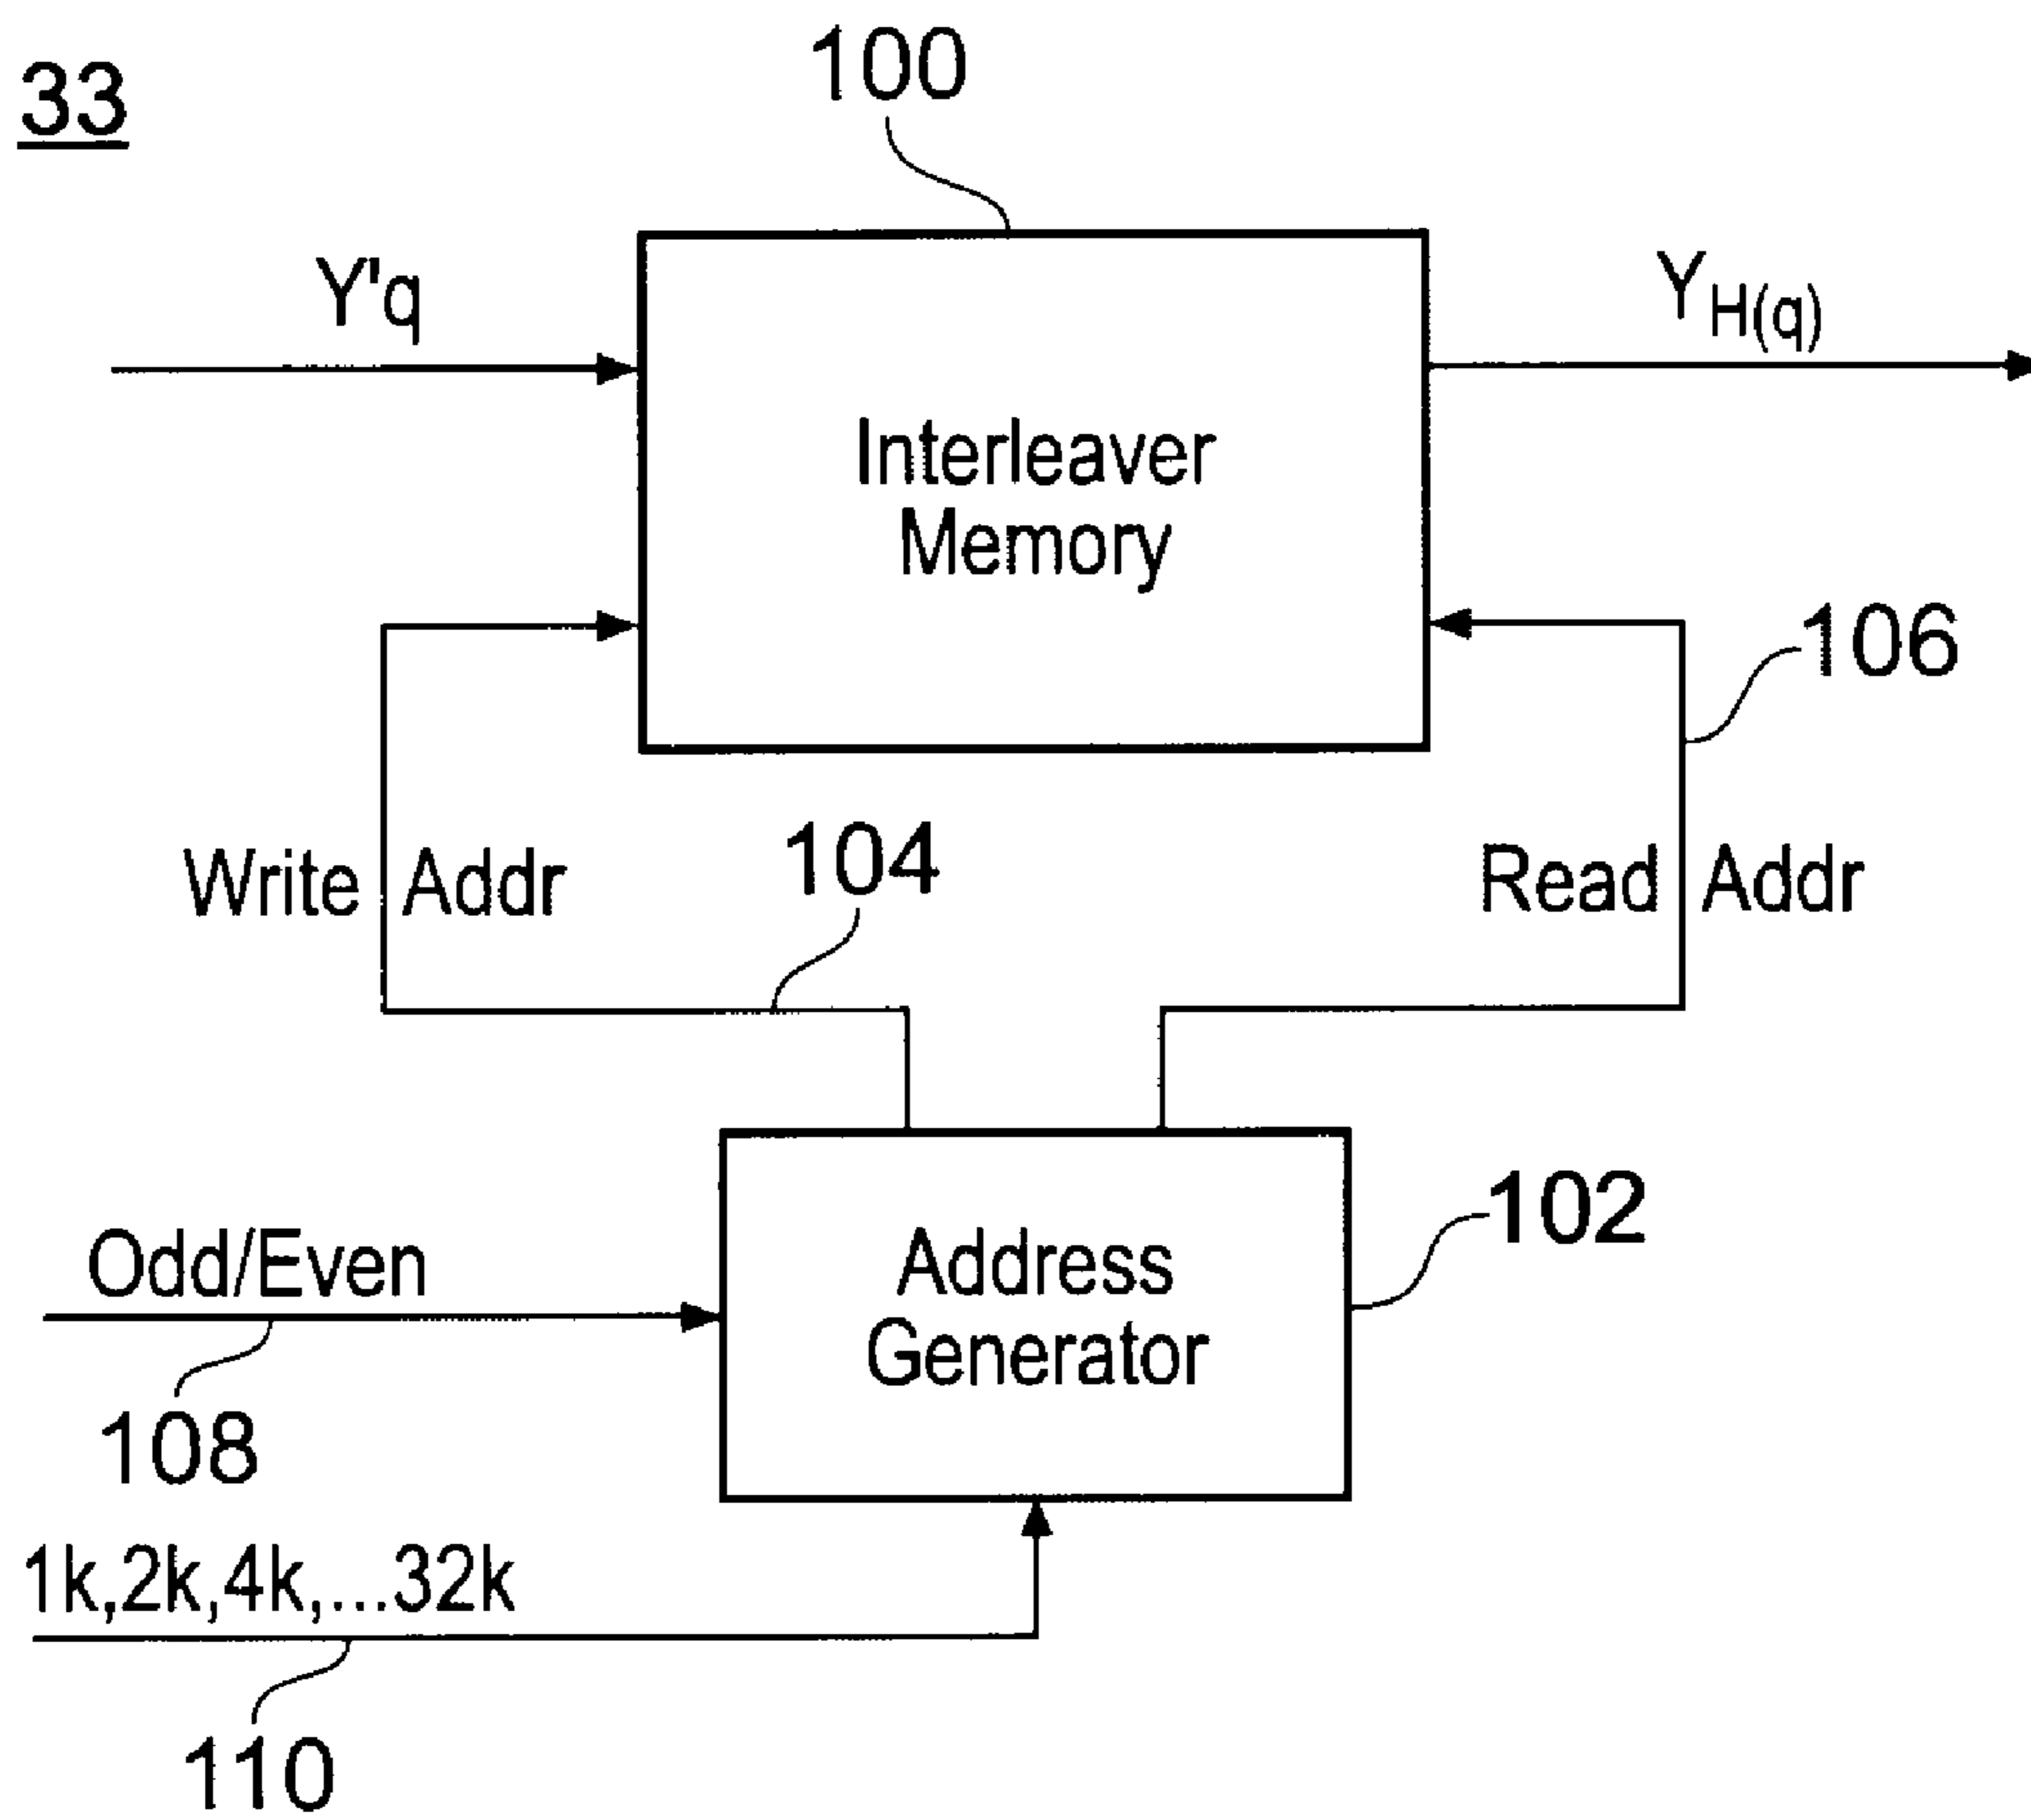 33
100
Y'q
YH(q)
Interleaver
Memory
106
104
Write Addr
Read Addr
102
Odd/Even
Address
Generator
108
1k,2k,4k,...32k
110